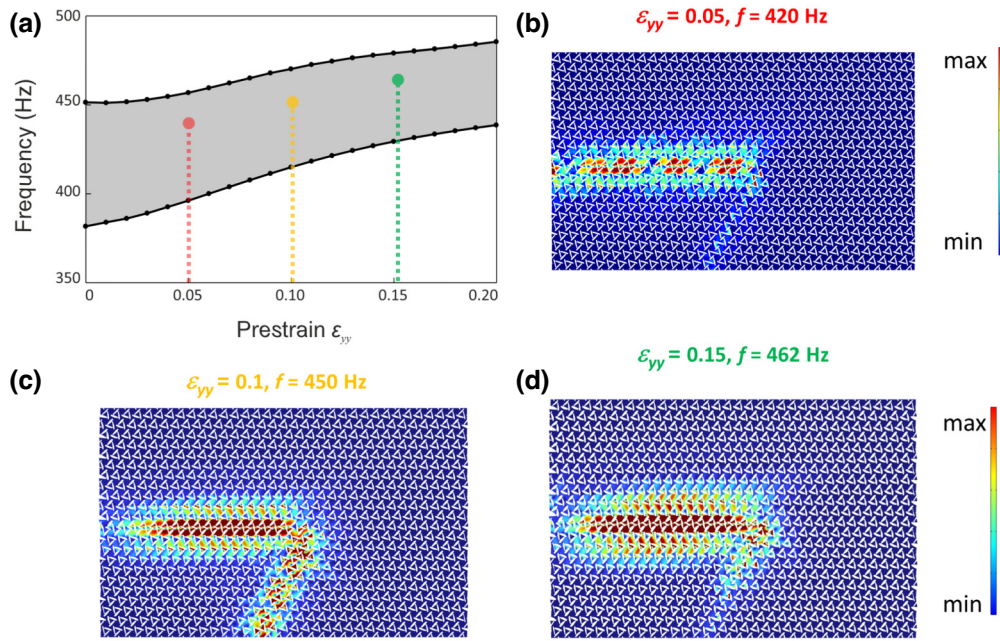 (a)
500
450
400
350
Frequency (Hz)
0
0.05
0.10
0.15
0.20
Prestrain εyy
(b)
εyy = 0.05, f = 420 Hz
max
min
(c)
εyy = 0.1, f = 450 Hz
(d)
εyy = 0.15, f = 462 Hz
max
min